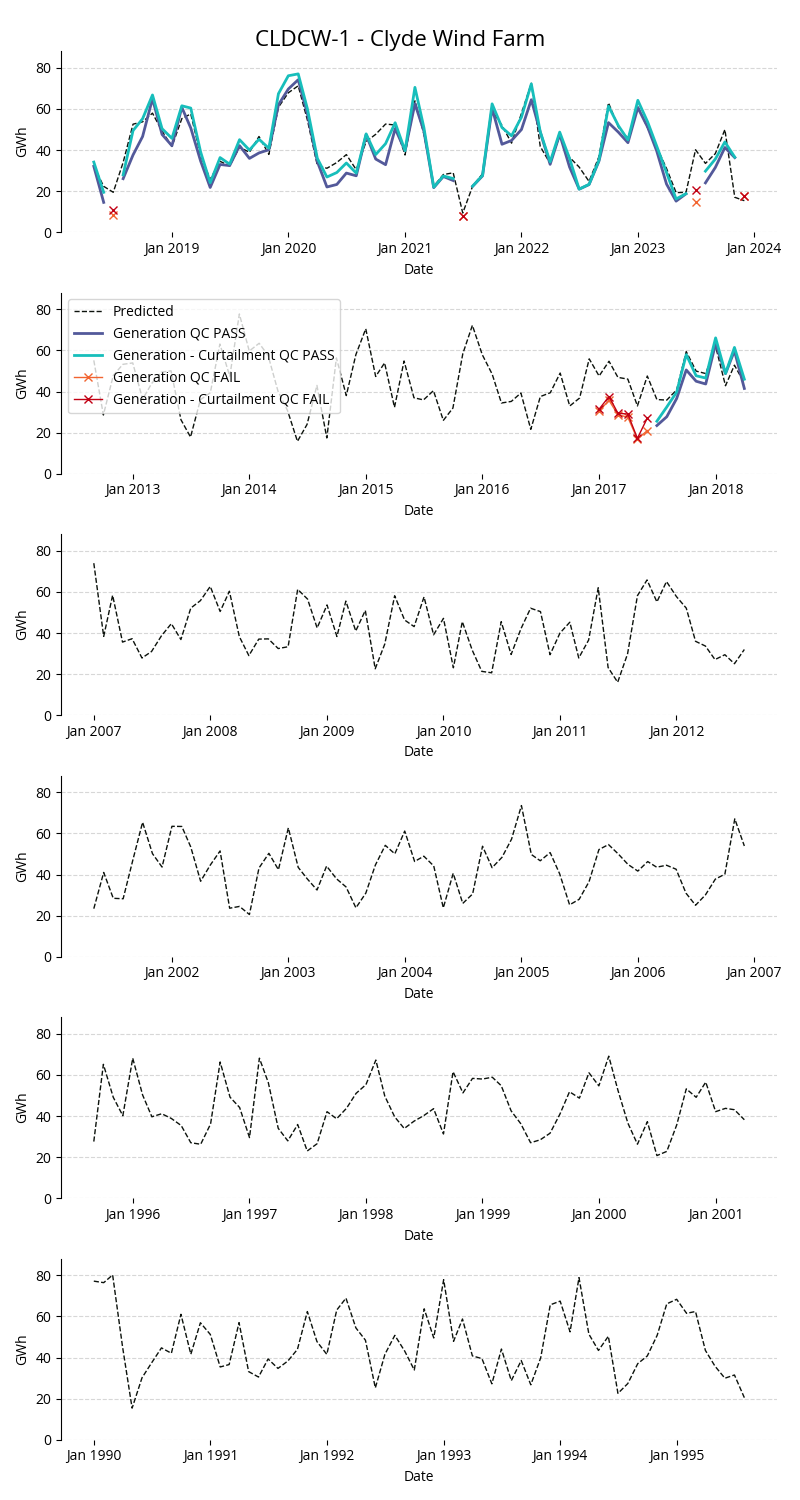 CLDCW-1 - Clyde Wind Farm
80
60
40
20
0
GWh
Jan 2019 Jan 2020 Jan 2021 Jan 2022 Jan 2023 Jan 2024
Date
80
60
40
20
0
GWh
Predicted
Generation QC PASS
Generation - Curtailment QC PASS
Generation QC FAIL
Generation - Curtailment QC FAIL
Jan 2013 Jan 2014 Jan 2015 Jan 2016 Jan 2017 Jan 2018
Date
80
60
40
20
0
GWh
Jan 2007 Jan 2008 Jan 2009 Jan 2010 Jan 2011 Jan 2012
Date
80
60
40
20
0
GWh
Jan 2002 Jan 2003 Jan 2004 Jan 2005 Jan 2006 Jan 2007
Date
80
60
40
20
0
GWh
Jan 1996 Jan 1997 Jan 1998 Jan 1999 Jan 2000 Jan 2001
Date
80
60
40
20
0
GWh
Jan 1990 Jan 1991 Jan 1992 Jan 1993 Jan 1994 Jan 1995
Date